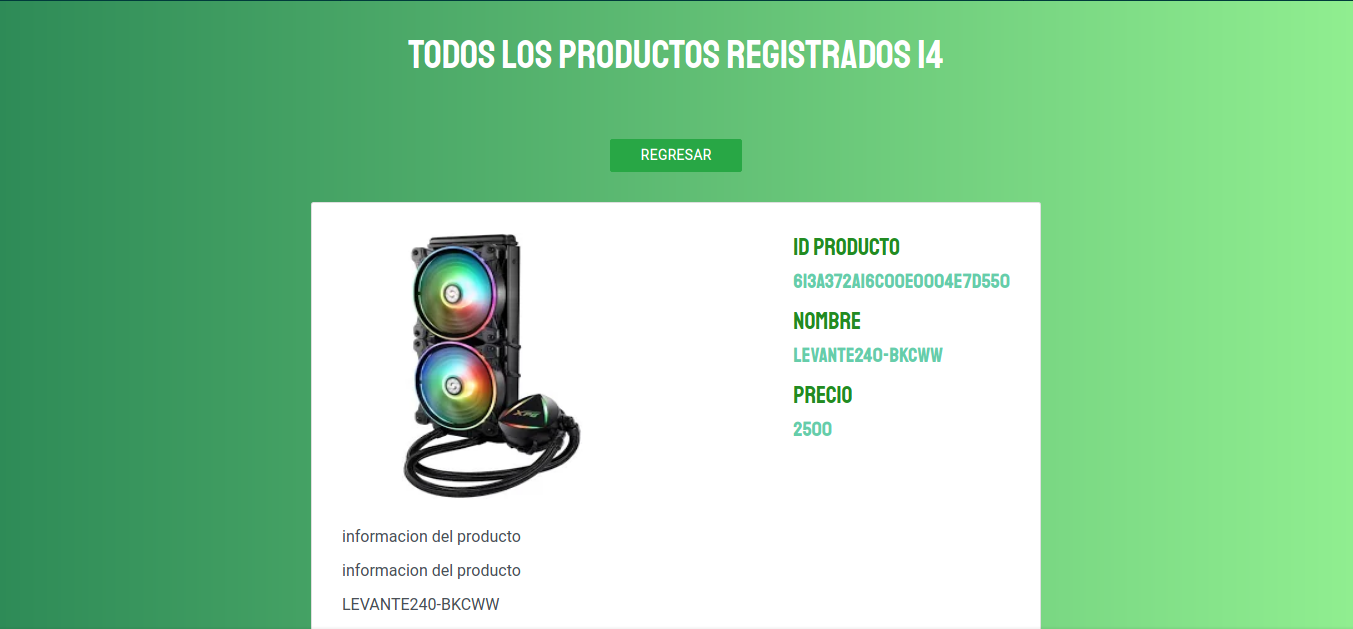 TODOS LOS PRODUCTOS REGISTRADOS 14
REGRESAR
ID PRODUCTO
613A372A16C00E0004E7D550
NOMBRE
LEVANTE240-BKCWW
PRECIO
2500
XPG
informacion del producto
informacion del producto
LEVANTE240-BKCWW